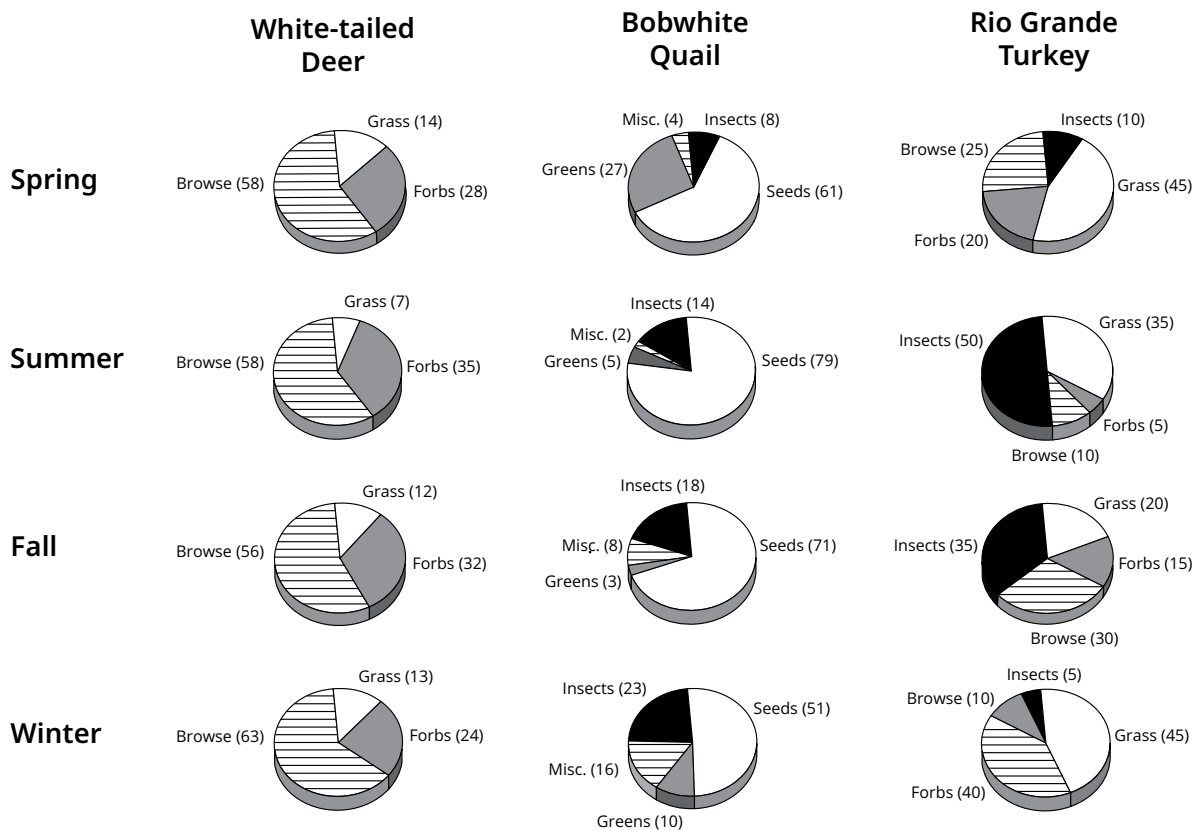 White-tailed
Deer
Bobwhite
Quail
Rio Grande
Turkey
Spring
Grass (14)
Browse (58)
Forbs (28)
Misc. (4)
Insects (8)
Greens (27)
Seeds (61)
Insects (10)
Browse (25)
Grass (45)
Forbs (20)
Summer
Grass (7)
Browse (58)
Forbs (35)
Insects (14)
Misc. (2)
Greens (5)
Seeds (79)
Grass (35)
Insects (50)
Forbs (5)
Browse (10)
Fall
Grass (12)
Browse (56)
Forbs (32)
Insects (18)
Misc. (8)
Seeds (71)
Greens (3)
Grass (20)
Insects (35)
Forbs (15)
Browse (30)
Winter
Grass (13)
Browse (63)
Forbs (24)
Insects (23)
Seeds (51)
Misc. (16)
Greens (10)
Insects (5)
Browse (10)
Grass (45)
Forbs (40)